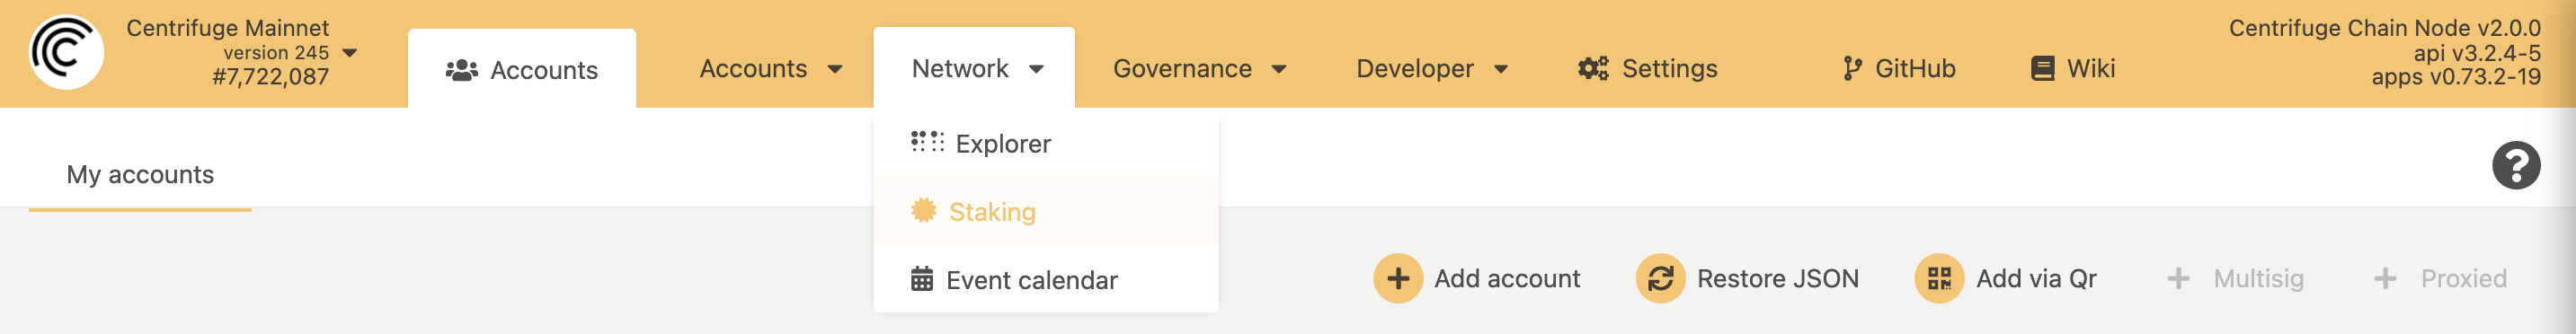 Centrifuge Mainnet
version 245
#7,722,087
Accounts
Accounts
Network
Governance
Developer
Settings
GitHub
Wiki
Centrifuge Chain Node v2.0.0
api v3.2.4-5
apps v0.73.2-19
Explorer
Staking
Event calendar
My accounts
Add account
Restore JSON
Add via Qr
Multisig
Proxied